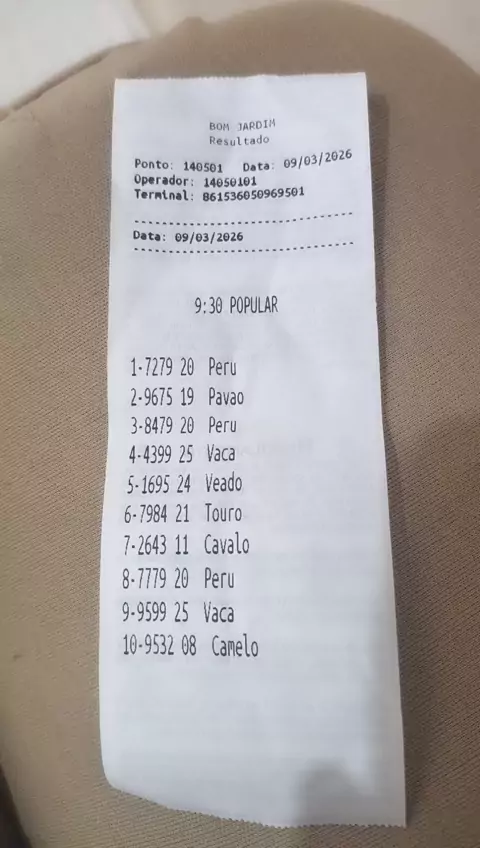 BOM JARDIM
Resultado
Ponto: 140501 Data: 09/03/2026
Operador: 14050101
Terminal: 861536050969501
--------------------------------
Data: 09/03/2026
--------------------------------
9:30 POPULAR
1-7279 20 Peru
2-9675 19 Pavao
3-8479 20 Peru
4-4399 25 Vaca
5-1695 24 Veado
6-7984 21 Touro
7-2643 11 Cavalo
8-7779 20 Peru
9-9599 25 Vaca
10-9532 08 Camelo